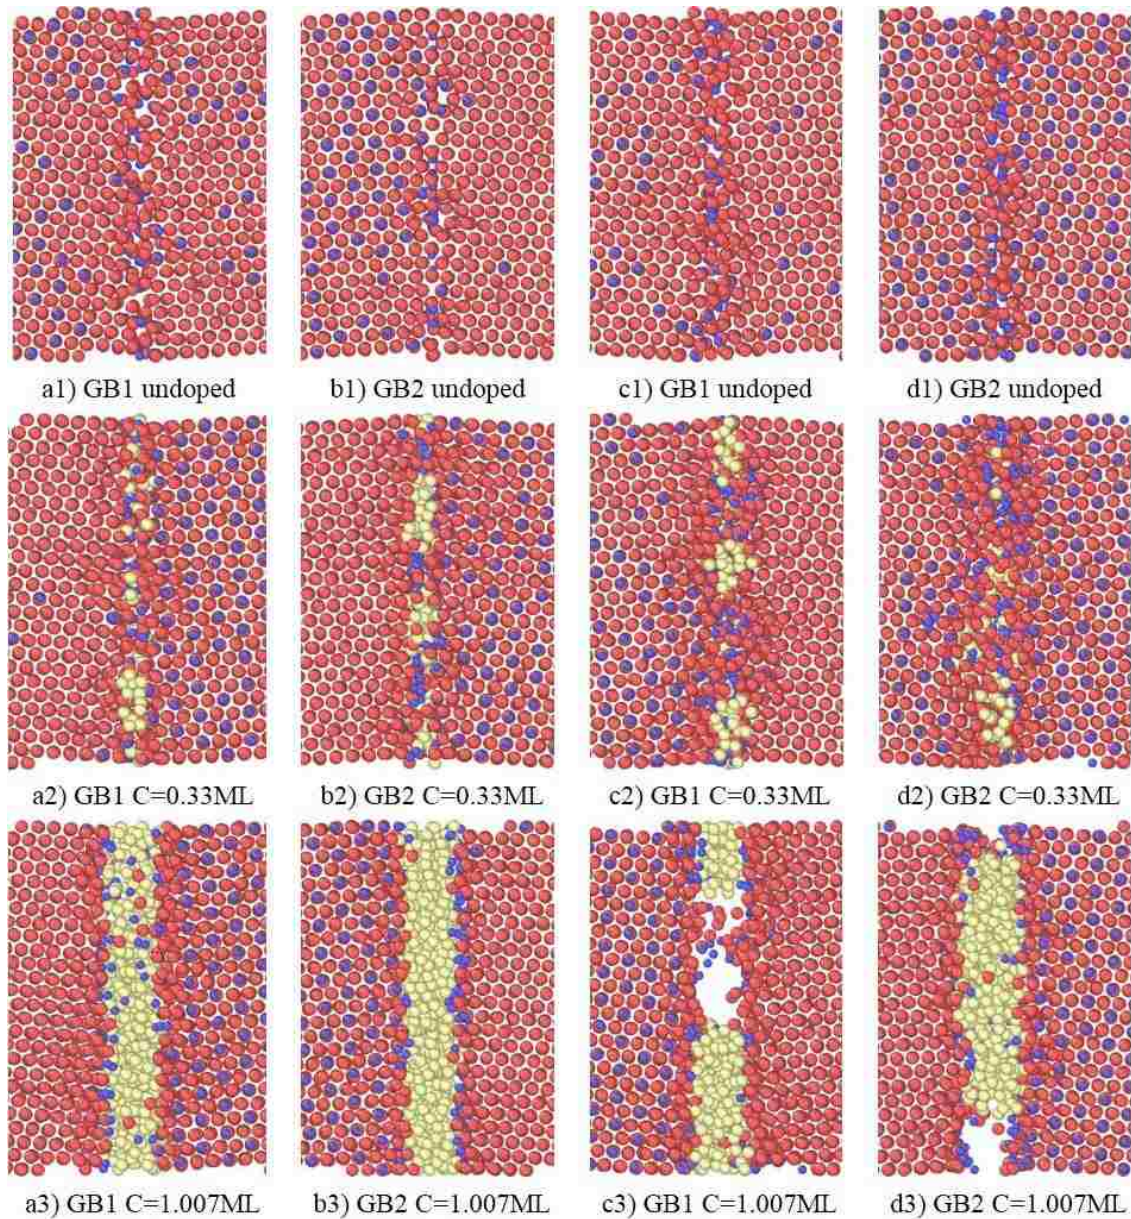 a1) GB1 undoped
b1) GB2 undoped
c1) GB1 undoped
d1) GB2 undoped
a2) GB1 C=0.33ML
b2) GB2 C=0.33ML
c2) GB1 C=0.33ML
d2) GB2 C=0.33ML
a3) GB1 C=1.007ML
b3) GB2 C=1.007ML
c3) GB1 C=1.007ML
d3) GB2 C=1.007ML